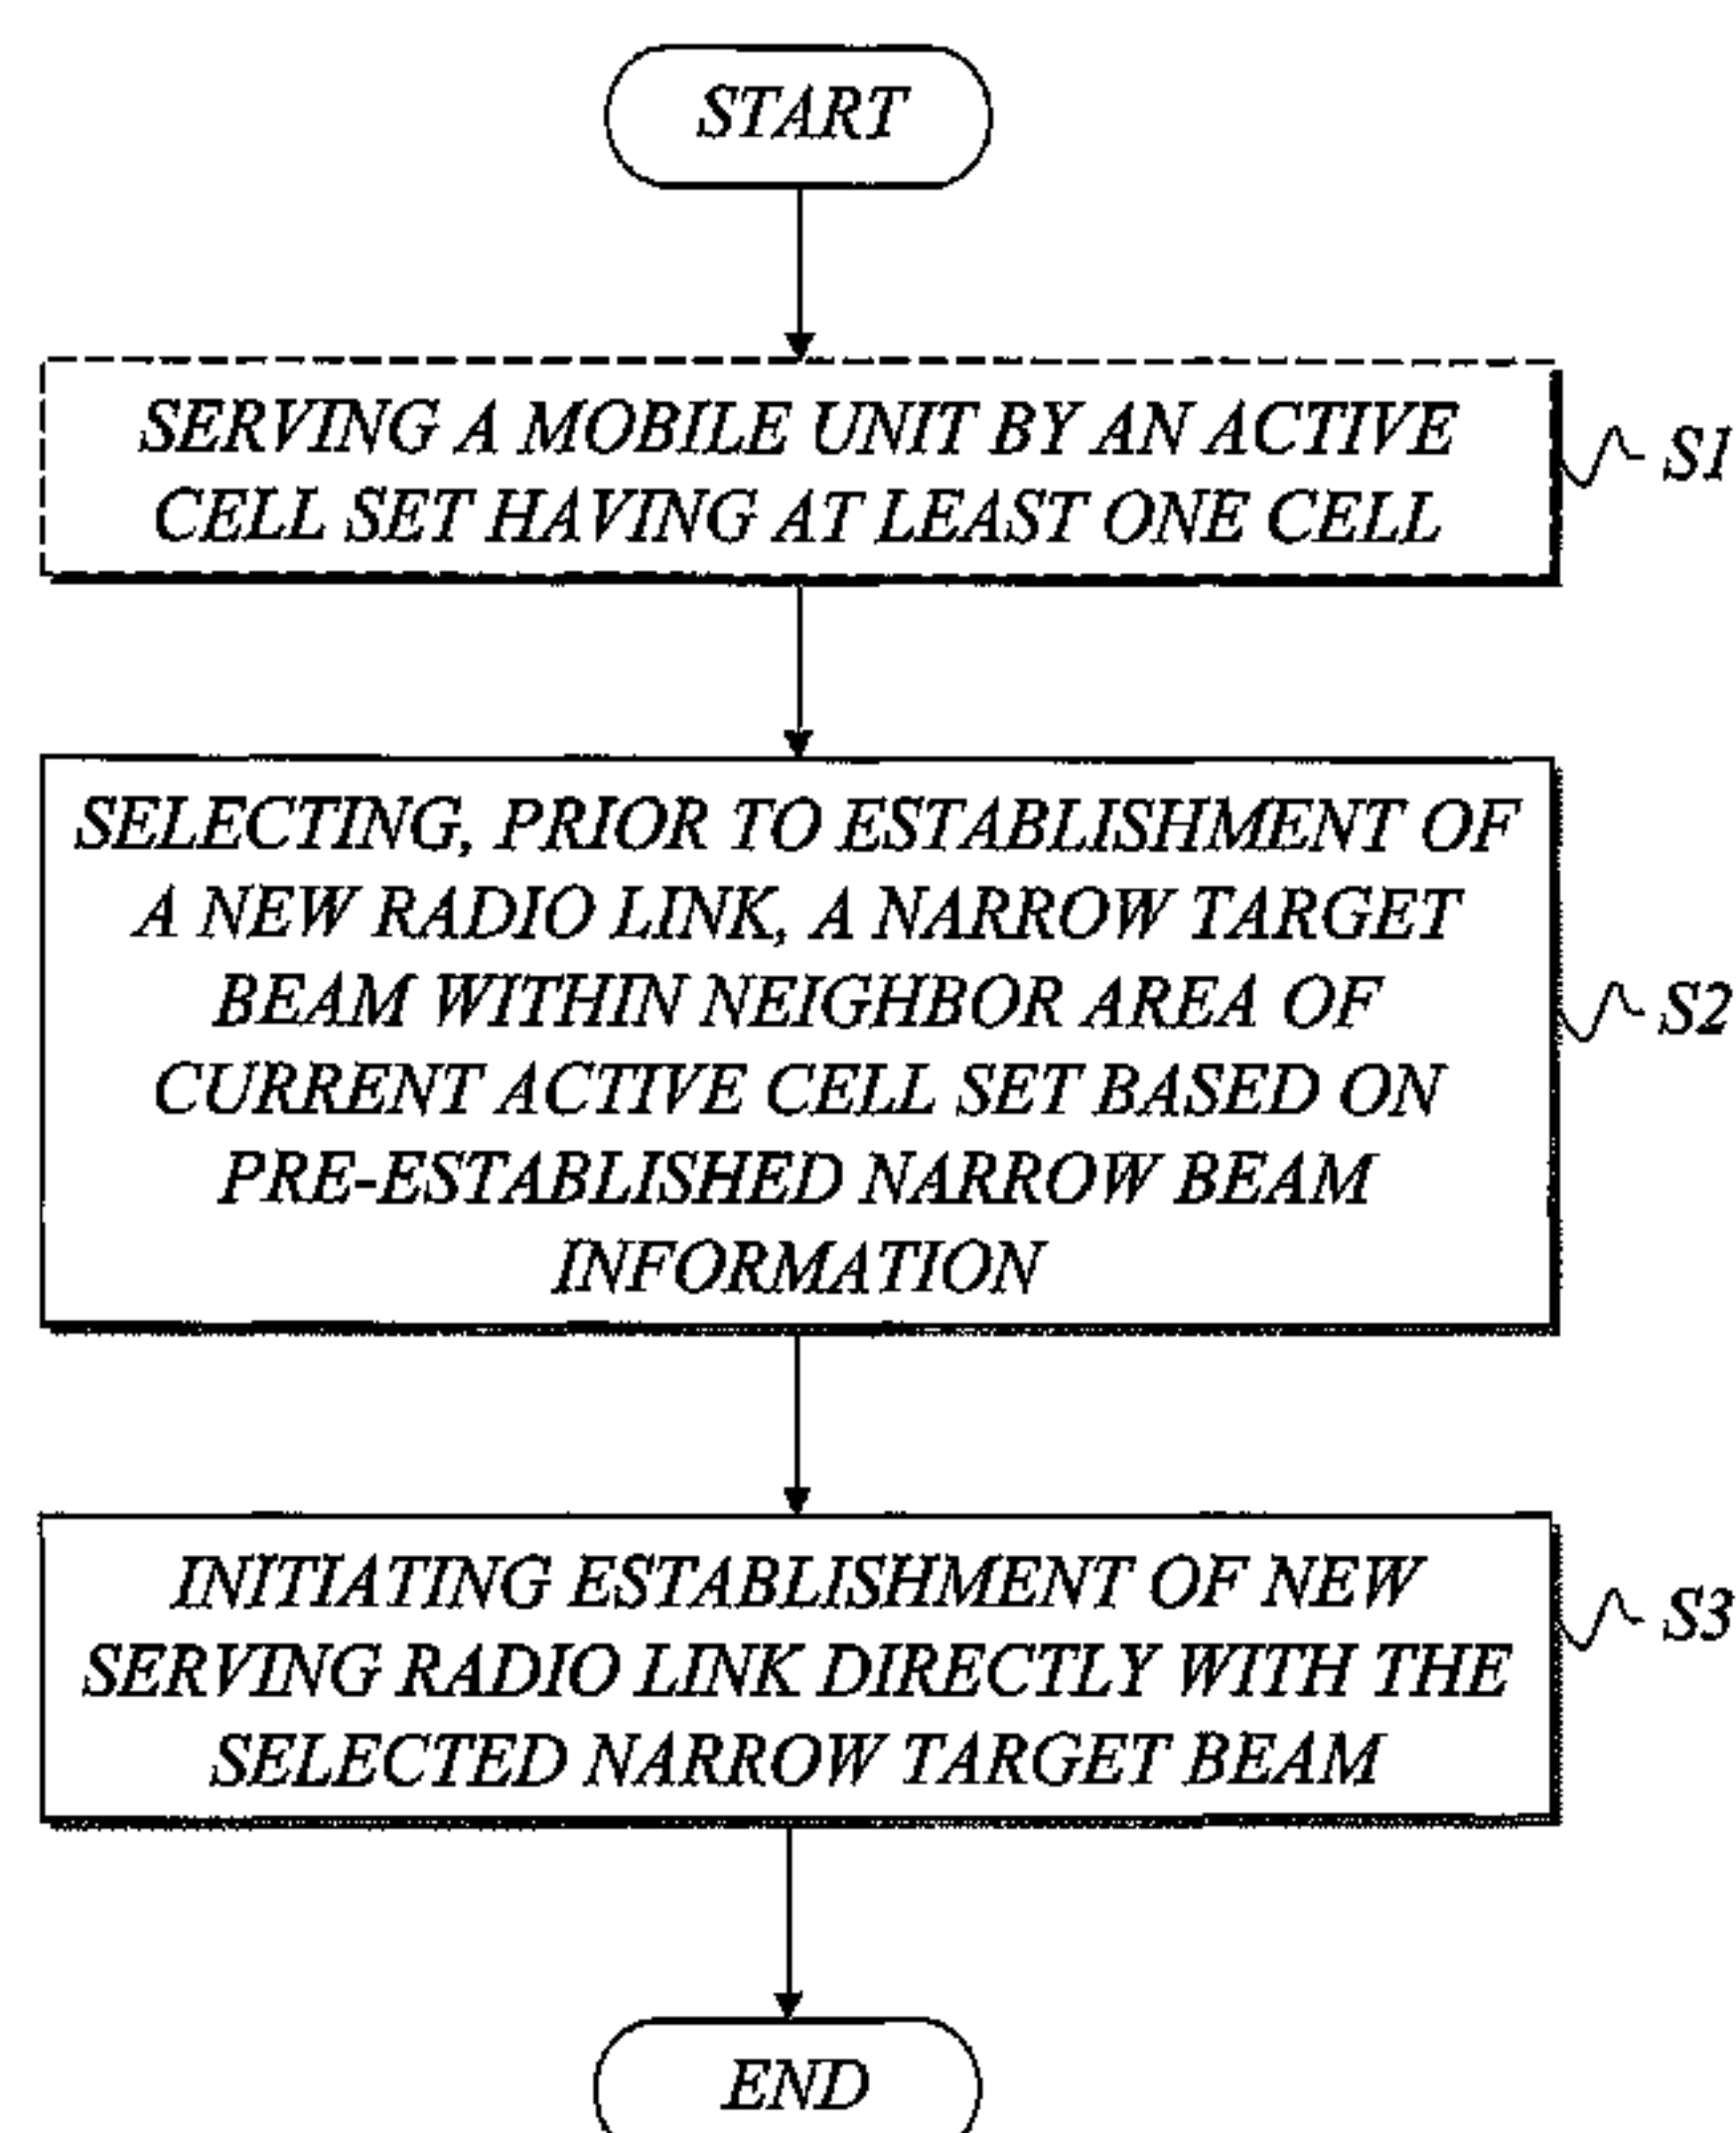 START
SERVING A MOBILE UNIT BY AN ACTIVE
CELL SET HAVING AT LEAST ONE CELL
S1
SELECTING, PRIOR TO ESTABLISHMENT OF
A NEW RADIO LINK, A NARROW TARGET
BEAM WITHIN NEIGHBOR AREA OF
CURRENT ACTIVE CELL SET BASED ON
PRE-ESTABLISHED NARROW BEAM
INFORMATION
S2
INITIATING ESTABLISHMENT OF NEW
SERVING RADIO LINK DIRECTLY WITH THE
SELECTED NARROW TARGET BEAM
S3
END